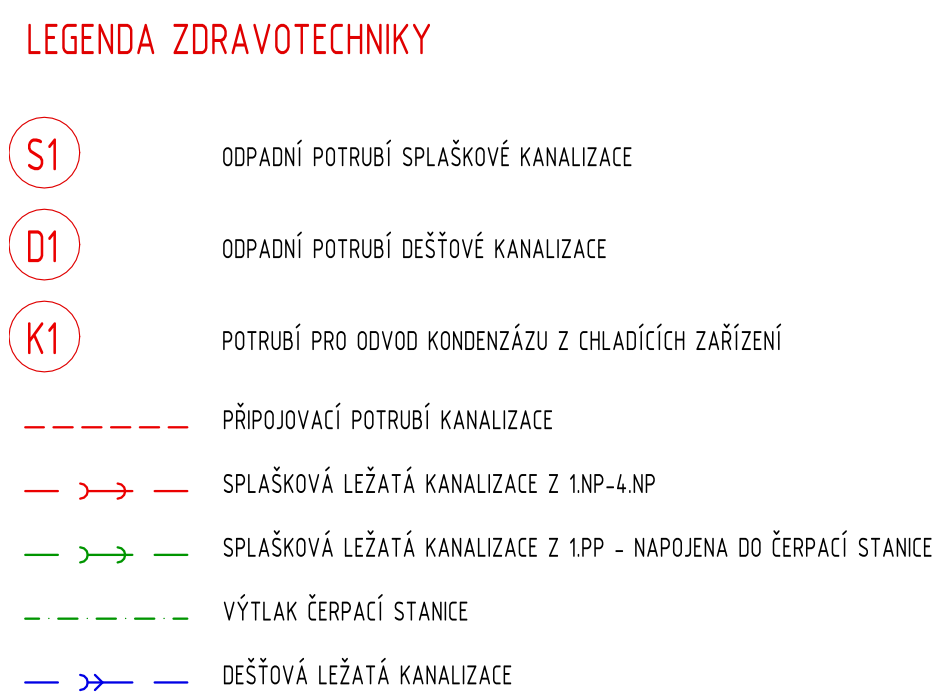 LEGENDA ZDRAVOTECHNIKY
S1 ODPADNÍ POTRUBÍ SPLAŠKOVÉ KANALIZACE
D1 ODPADNÍ POTRUBÍ DEŠŤOVÉ KANALIZACE
K1 POTRUBÍ PRO ODVOD KONDENZÁZU Z CHLADÍCÍCH ZAŘÍZENÍ
PŘIPOJOVACÍ POTRUBÍ KANALIZACE
SPLAŠKOVÁ LEŽATÁ KANALIZACE Z 1.NP-4.NP
SPLAŠKOVÁ LEŽATÁ KANALIZACE Z 1.PP - NAPOJENA DO ČERPACÍ STANICE
VÝTLAK ČERPACÍ STANICE
DEŠŤOVÁ LEŽATÁ KANALIZACE